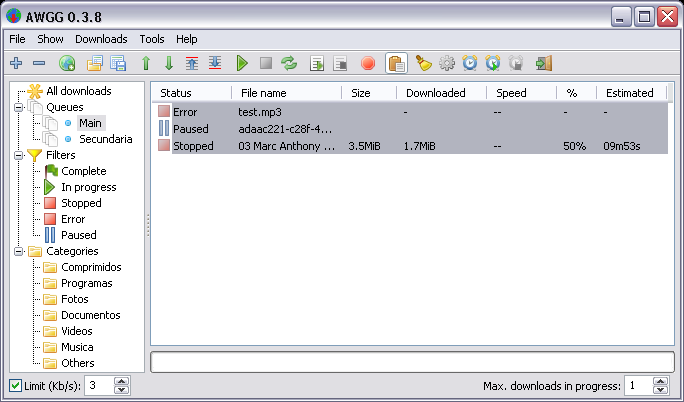 AWGG 0.3.8
File Show Downloads Tools Help
All downloads
Queues
Main
Secundaria
Filters
Complete
In progress
Stopped
Error
Paused
Categories
Comprimidos
Programas
Fotos
Documentos
Videos
Musica
Others
Status File name Size Downloaded Speed % Estimated
Error test.mp3 - -- - -
Paused adaac221-c28f-4...
Stopped 03 Marc Anthony ... 3.5MiB 1.7MiB -- 50% 09m53s
Limit (Kb/s): 3 Max. downloads in progress: 1